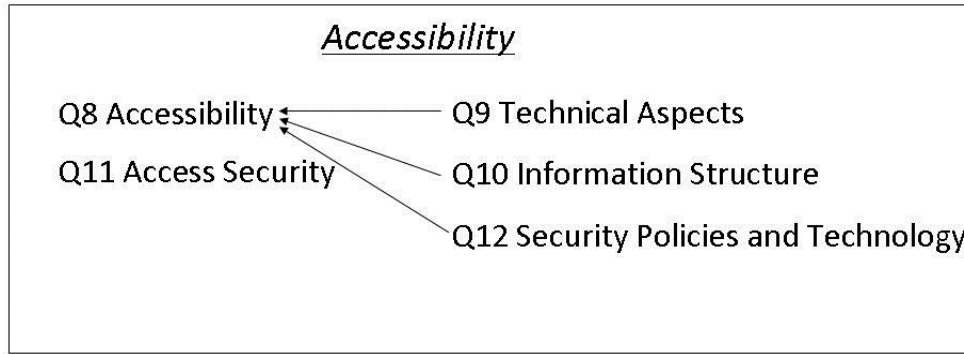 Accessibility
Q8 Accessibility
Q9 Technical Aspects
Q11 Access Security
Q10 Information Structure
Q12 Security Policies and Technology